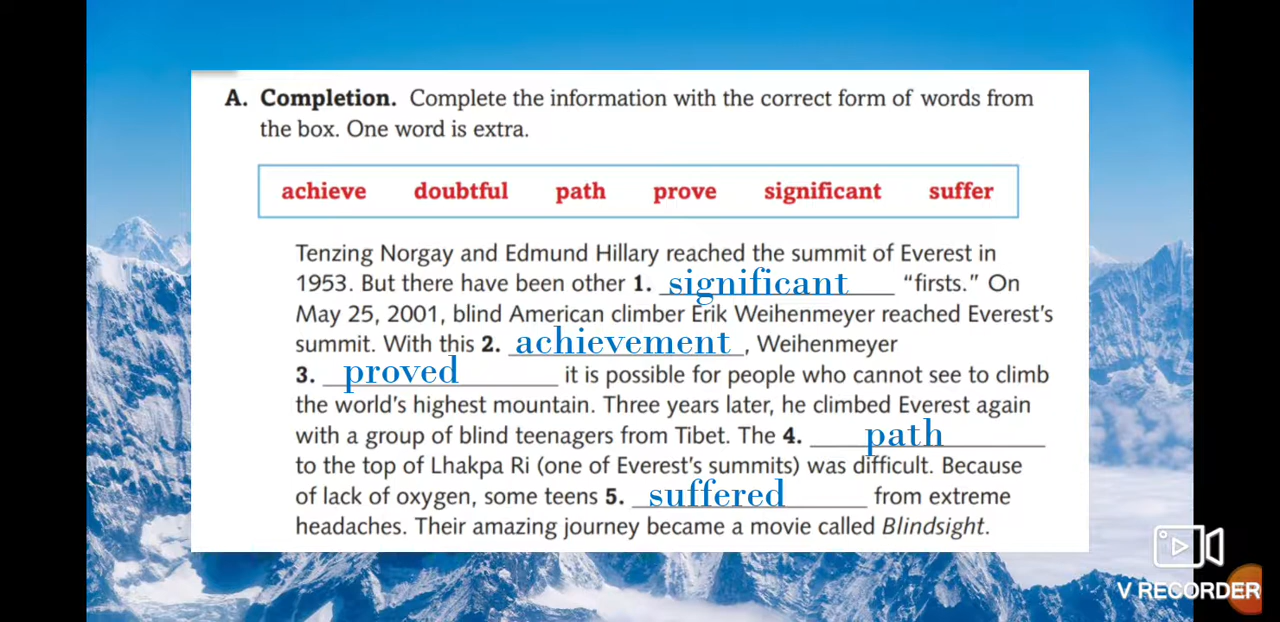 A. Completion. Complete the information with the correct form of words from
the box. One word is extra.
achieve doubtful path prove significant suffer
Tenzing Norgay and Edmund Hillary reached the summit of Everest in
1953. But there have been other 1. significant “firsts.” On
May 25, 2001, blind American climber Erik Weihenmeyer reached Everest’s
summit. With this 2. achievement, Weihenmeyer
3. proved it is possible for people who cannot see to climb
the world’s highest mountain. Three years later, he climbed Everest again
with a group of blind teenagers from Tibet. The 4. path
to the top of Lhakpa Ri (one of Everest’s summits) was difficult. Because
of lack of oxygen, some teens 5. suffered from extreme
headaches. Their amazing journey became a movie called Blindsight.
V RECORDER